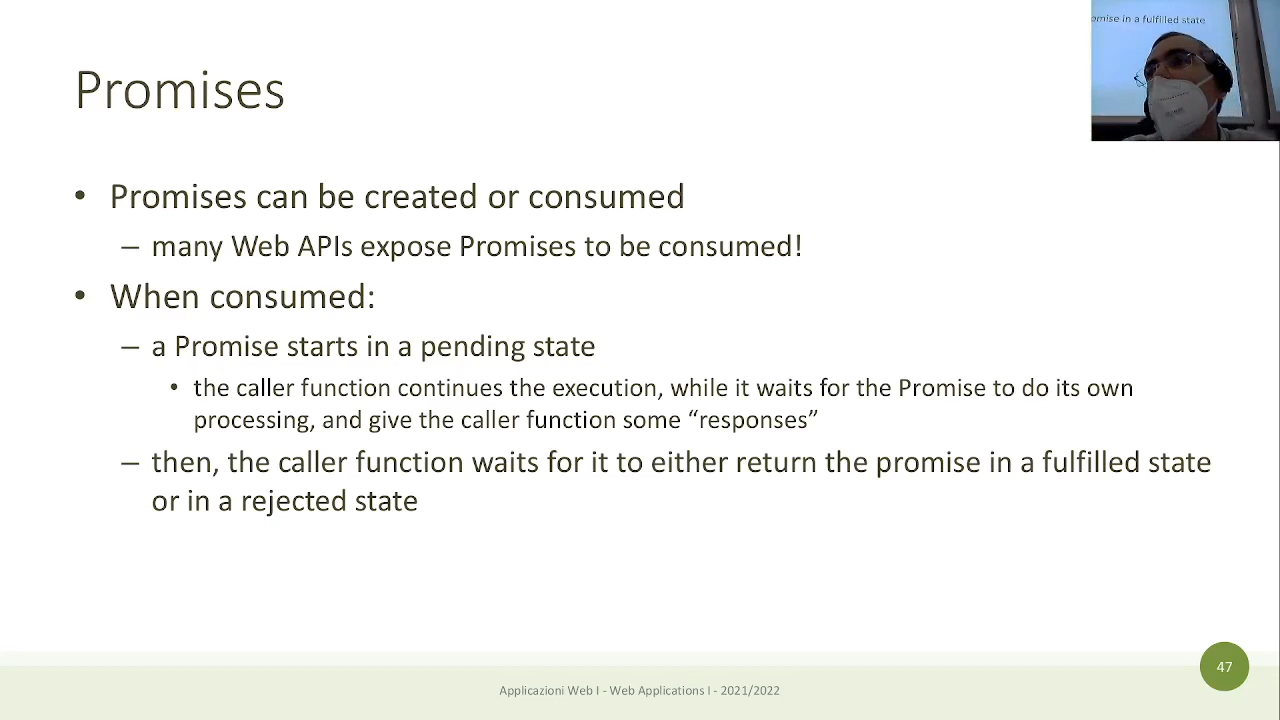 omise in a fulfilled state
Promises
• Promises can be created or consumed
– many Web APIs expose Promises to be consumed!
• When consumed:
– a Promise starts in a pending state
• the caller function continues the execution, while it waits for the Promise to do its own
processing, and give the caller function some “responses”
– then, the caller function waits for it to either return the promise in a fulfilled state
or in a rejected state
47
Applicazioni Web I - Web Applications I - 2021/2022